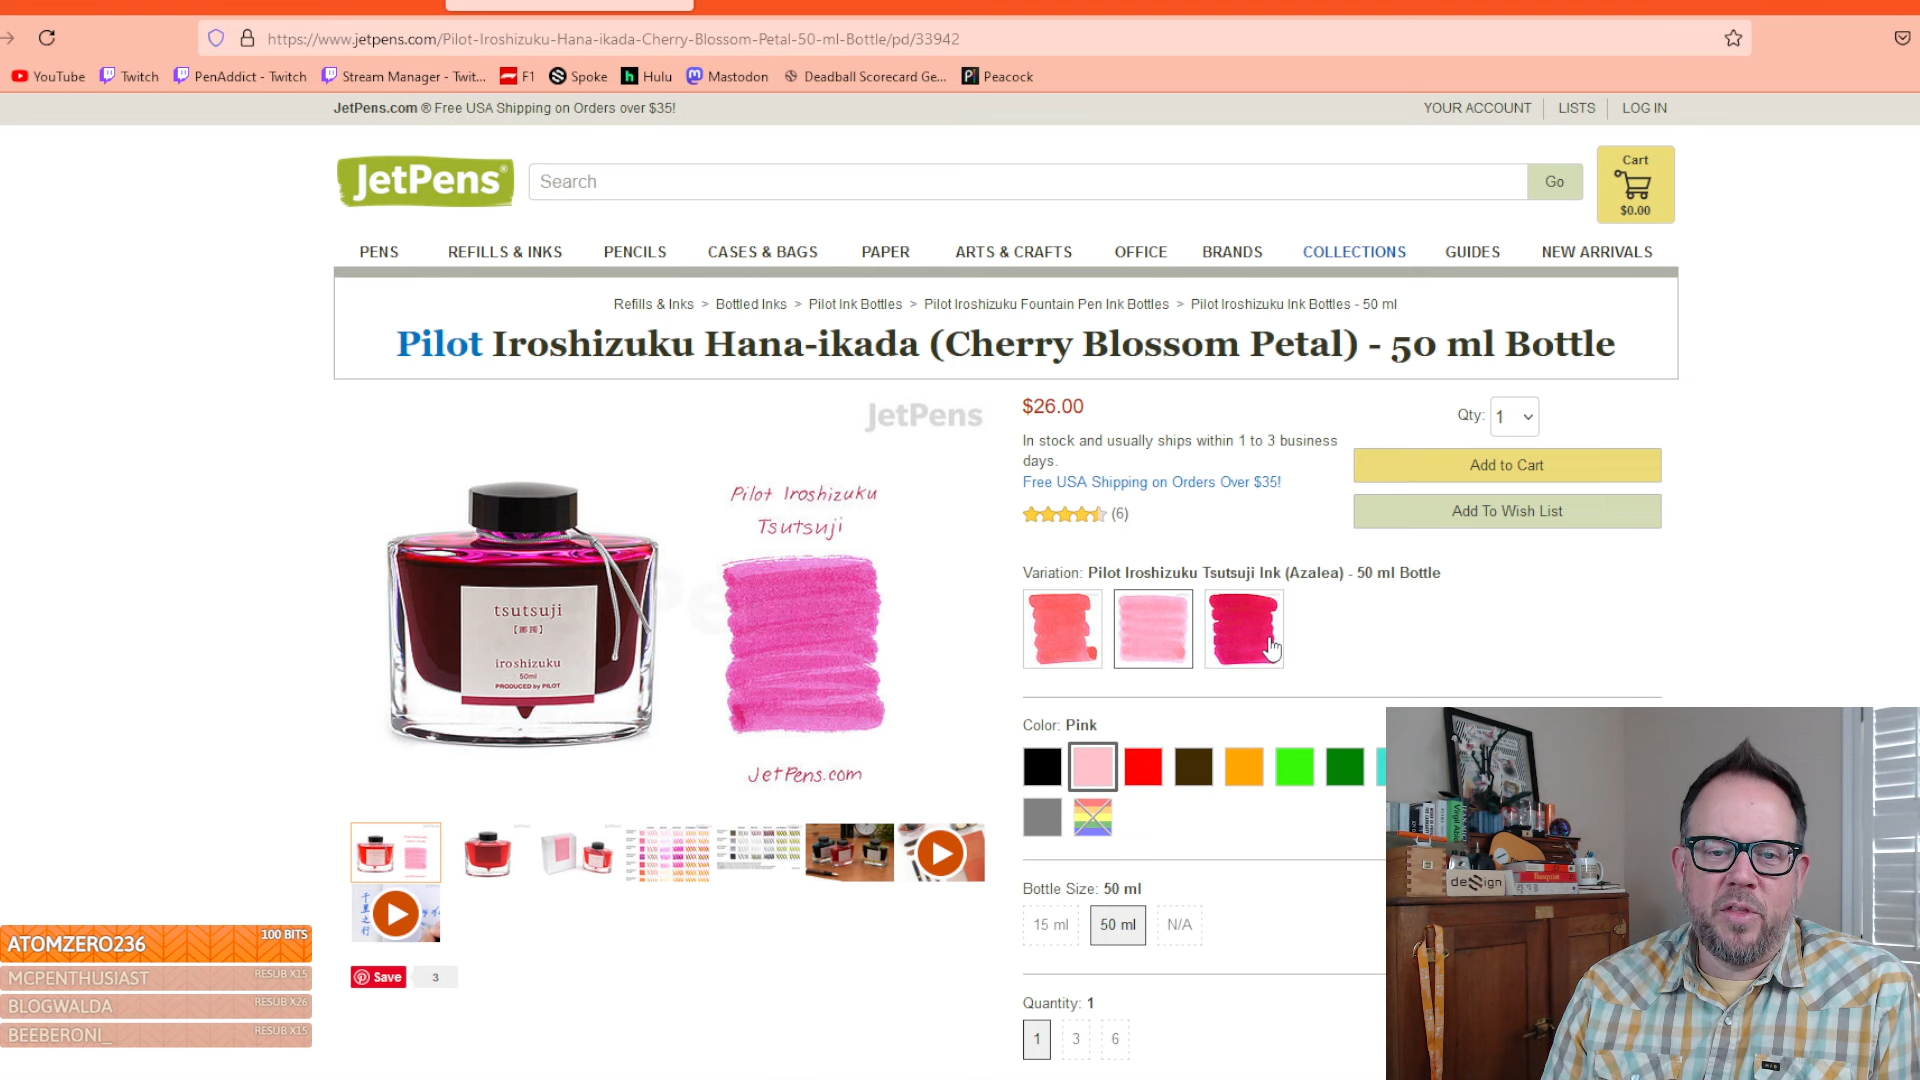 https://www.jetpens.com/Pilot-Iroshizuku-Hana-ikada-Cherry-Blossom-Petal-50-ml-Bottle/pd/33942
YouTube Twitch PenAddict - Twitch Stream Manager - Twit... F1 Spoke Hulu Mastodon Deadball Scorecard Ge... Peacock
JetPens.com ® Free USA Shipping on Orders over $35!
YOUR ACCOUNT LISTS LOG IN
JetPens®
Search
Go
Cart
$0.00
PENS REFILLS & INKS PENCILS CASES & BAGS PAPER ARTS & CRAFTS OFFICE BRANDS COLLECTIONS GUIDES NEW ARRIVALS
Refills & Inks > Bottled Inks > Pilot Ink Bottles > Pilot Iroshizuku Fountain Pen Ink Bottles > Pilot Iroshizuku Ink Bottles - 50 ml
Pilot Iroshizuku Hana-ikada (Cherry Blossom Petal) - 50 ml Bottle
JetPens
Pilot Iroshizuku
Tsutsuji
tsutsuji
iroshizuku
50ml
PRODUCED by PILOT
JetPens.com
$26.00
In stock and usually ships within 1 to 3 business
days.
Free USA Shipping on Orders Over $35!
(6)
Qty: 1
Add to Cart
Add To Wish List
Variation: Pilot Iroshizuku Tsutsuji Ink (Azalea) - 50 ml Bottle
Color: Pink
Bottle Size: 50 ml
15 ml 50 ml N/A
Quantity: 1
1 3 6
Save 3
ATOMZERO236 100 BITS
MCPENTHUSIAST RESUB X15
BLOGWALDA RESUB X26
BEEBERONI_ RESUB X15